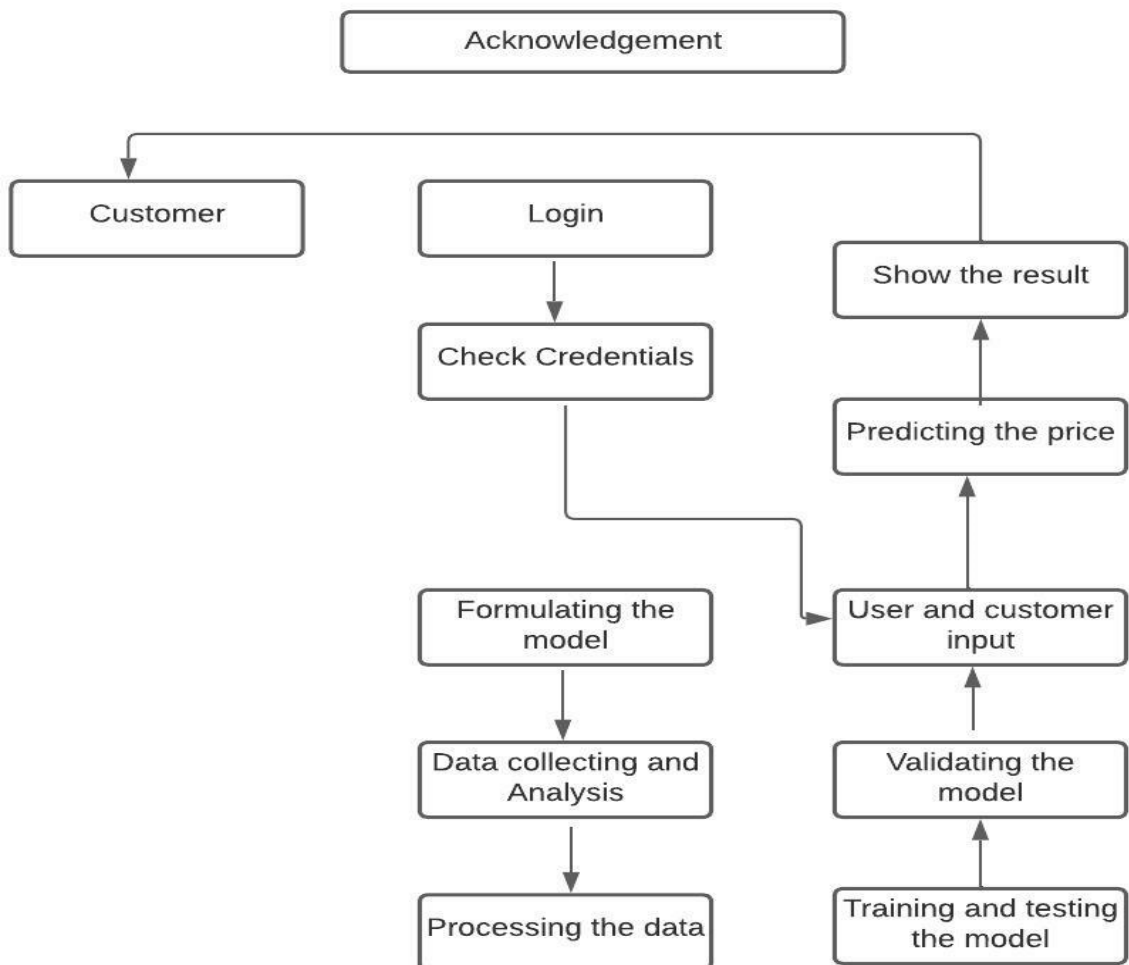 Acknowledgement
Customer
Login
Show the result
Check Credentials
Predicting the price
Formulating the
model
User and customer
input
Data collecting and
Analysis
Validating the
model
Processing the data
Training and testing
the model